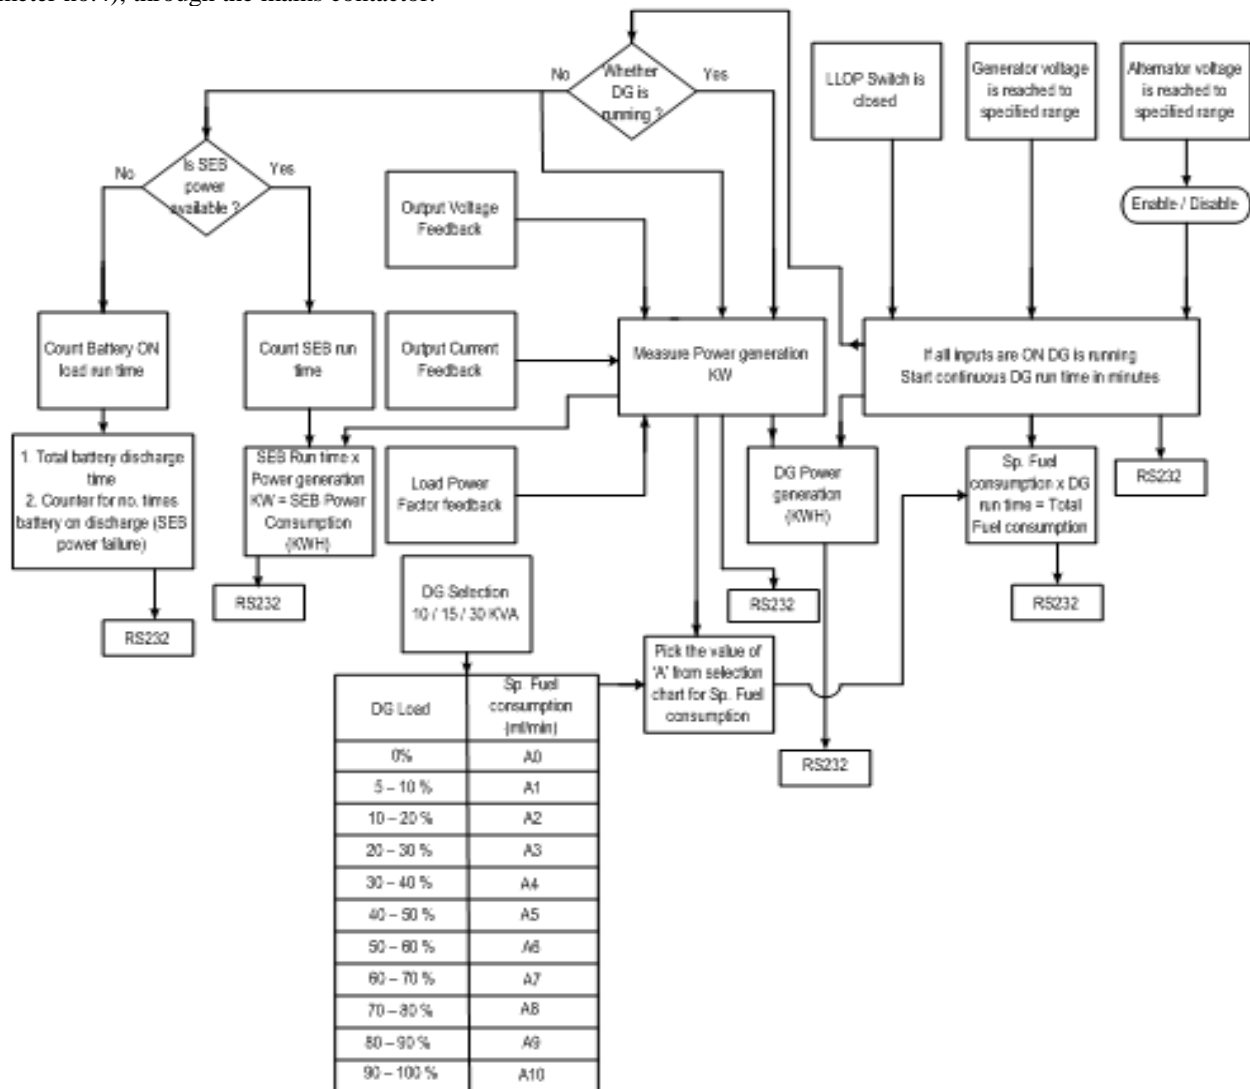 through the mains contactor.
Whether
DG is
running ?
No
Yes
LLOP Switch is
closed
Generator voltage
is reached to
specified range
Alternator voltage
is reached to
specified range
Is SEB
power
available ?
No
Yes
Enable / Disable
Output Voltage
Feedback
Count Battery ON
load run time
Count SEB run
time
Output Current
Feedback
Measure Power generation
KW
If all inputs are ON DG is running
Start continuous DG run time in minutes
1. Total battery discharge
time
2. Counter for no. times
battery on discharge (SEB
power failure)
SEB Run time x
Power generation
KW = SEB Power
Consumption
(KWH)
Load Power
Factor feedback
DG Power
generation
(KWH)
Sp. Fuel
consumption x DG
run time = Total
Fuel consumption
RS232
RS232
RS232
RS232
RS232
RS232
DG Selection
10 / 15 / 30 KVA
Pick the value of
'A' from selection
chart for Sp. Fuel
consumption
DG Load
Sp. Fuel
consumption
(ml/min)
0% A0
5 – 10 % A1
10 – 20 % A2
20 – 30 % A3
30 – 40 % A4
40 – 50 % A5
50 – 60 % A6
60 – 70 % A7
70 – 80 % A8
80 – 90 % A9
90 – 100 % A10